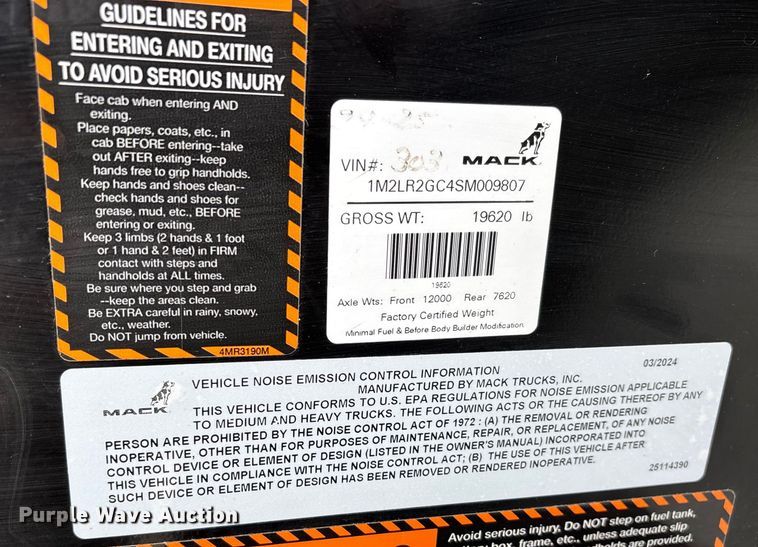 GUIDELINES FOR
ENTERING AND EXITING
TO AVOID SERIOUS INJURY
Face cab when entering AND
exiting.
Place papers, coats, etc., in
cab BEFORE entering--take
out AFTER exiting--keep
hands free to grip handholds.
Keep hands and shoes clean--
check hands and shoes for
grease, mud, etc., BEFORE
entering or exiting.
Keep 3 limbs (2 hands & 1 foot
or 1 hand & 2 feet) in FIRM
contact with steps and
handholds at ALL times.
Be sure where you step and grab
--keep the areas clean.
Be EXTRA careful in rainy, snowy,
etc., weather.
Do NOT jump from vehicle.
4MR3190M
VIN#: 303 MACK
1M2LR2GC4SM009807
GROSS WT: 19620 lb
19620
Axle Wts: Front 12000 Rear 7620
Factory Certified Weight
Minimal Fuel & Before Body Builder Modification
MACK
VEHICLE NOISE EMISSION CONTROL INFORMATION 03/2024
MANUFACTURED BY MACK TRUCKS, INC.
THIS VEHICLE CONFORMS TO U.S. EPA REGULATIONS FOR NOISE EMISSION APPLICABLE
TO MEDIUM AND HEAVY TRUCKS. THE FOLLOWING ACTS OR THE CAUSING THEREOF BY ANY
PERSON ARE PROHIBITED BY THE NOISE CONTROL ACT OF 1972 : (A) THE REMOVAL OR RENDERING
INOPERATIVE, OTHER THAN FOR PURPOSES OF MAINTENANCE, REPAIR, OR REPLACEMENT, OF ANY NOISE
CONTROL DEVICE OR ELEMENT OF DESIGN (LISTED IN THE OWNER'S MANUAL) INCORPORATED INTO
THIS VEHICLE IN COMPLIANCE WITH THE NOISE CONTROL ACT; (B) THE USE OF THIS VEHICLE AFTER
SUCH DEVICE OR ELEMENT OF DESIGN HAS BEEN REMOVED OR RENDERED INOPERATIVE.
25114390
Avoid serious injury, Do NOT step on fuel tank,
box, frame, etc., unless adequate slip
handholds are provided.
Purple Wave Auction